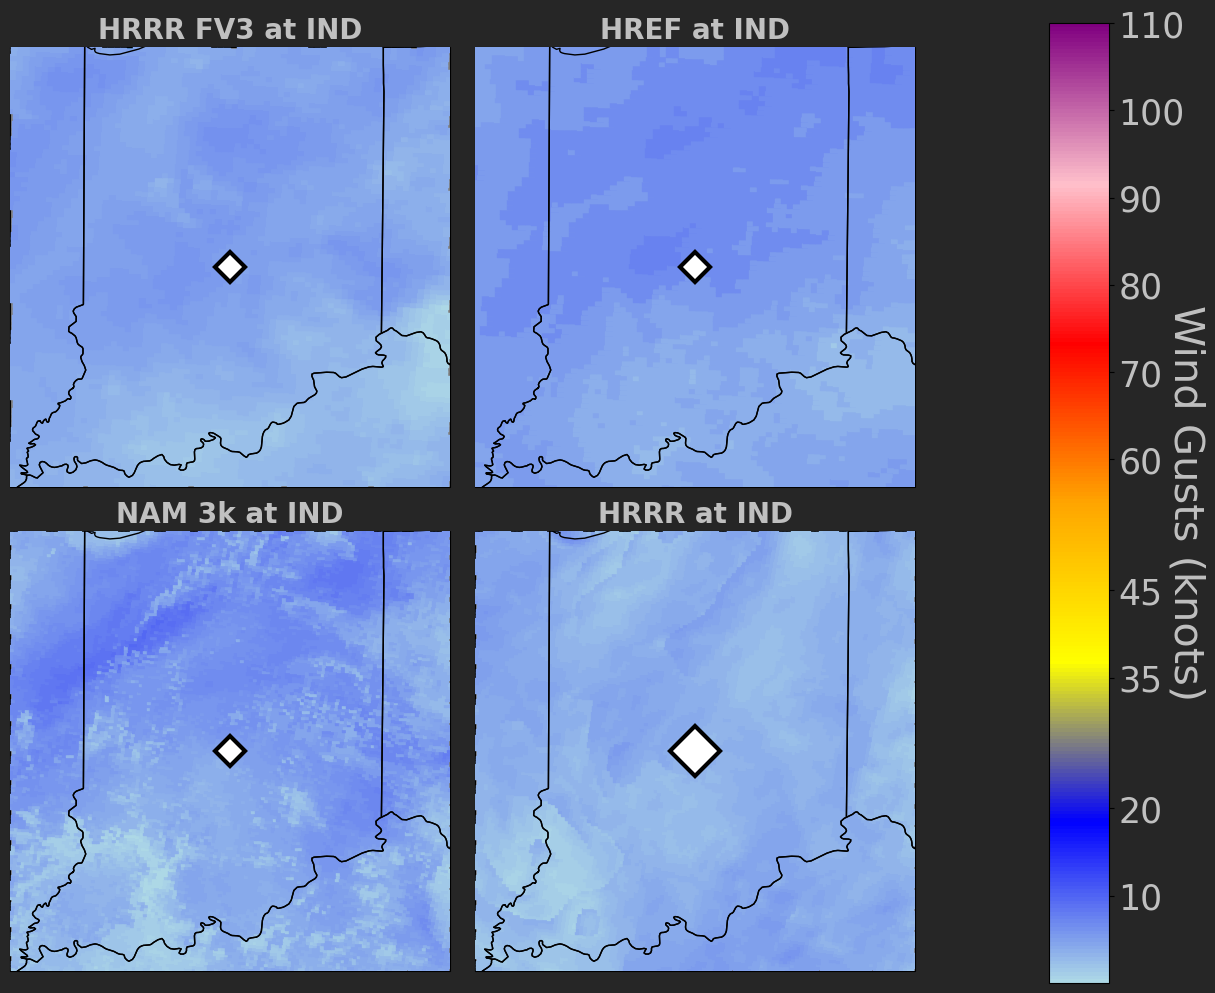 HRRR FV3 at IND
HREF at IND
NAM 3k at IND
HRRR at IND
110
100
90
80
70
60
45
35
20
10
Wind Gusts (knots)